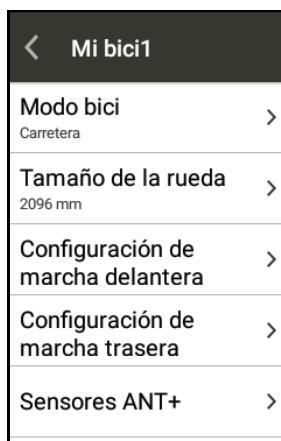 Mi bici1
Modo bici
Carretera
Tamaño de la rueda
2096 mm
Configuración de
marcha delantera
Configuración de
marcha trasera
Sensores ANT+